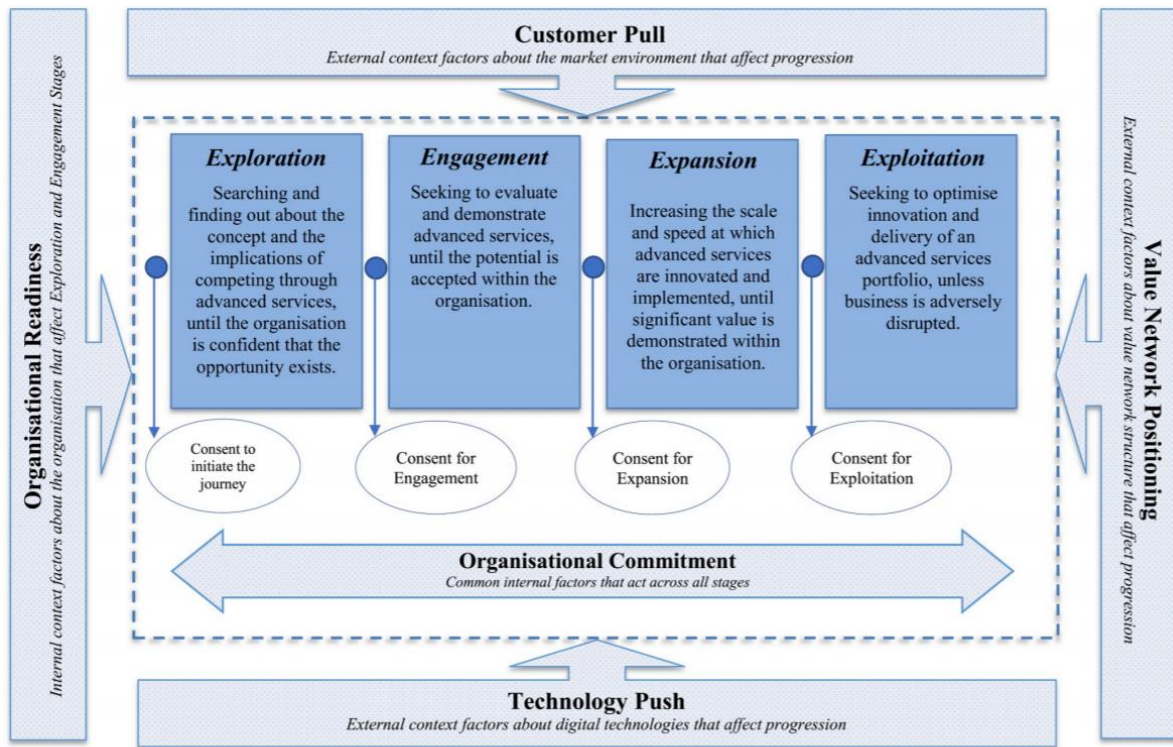 Customer Pull
External context factors about the market environment that affect progression
Organisational Readiness
Internal context factors about the organisation that affect Exploration and Engagement Stages
Exploration
Searching and
finding out about the
concept and the
implications of
competing through
advanced services,
until the organisation
is confident that the
opportunity exists.
Engagement
Seeking to evaluate
and demonstrate
advanced services,
until the potential is
accepted within the
organisation.
Expansion
Increasing the scale
and speed at which
advanced services
are innovated and
implemented, until
significant value is
demonstrated within
the organisation.
Exploitation
Seeking to optimise
innovation and
delivery of an
advanced services
portfolio, unless
business is adversely
disrupted.
Consent to
initiate the
journey
Consent for
Engagement
Consent for
Expansion
Consent for
Exploitation
Organisational Commitment
Common internal factors that act across all stages
Value Network Positioning
External context factors about value network structure that affect progression
Technology Push
External context factors about digital technologies that affect progression